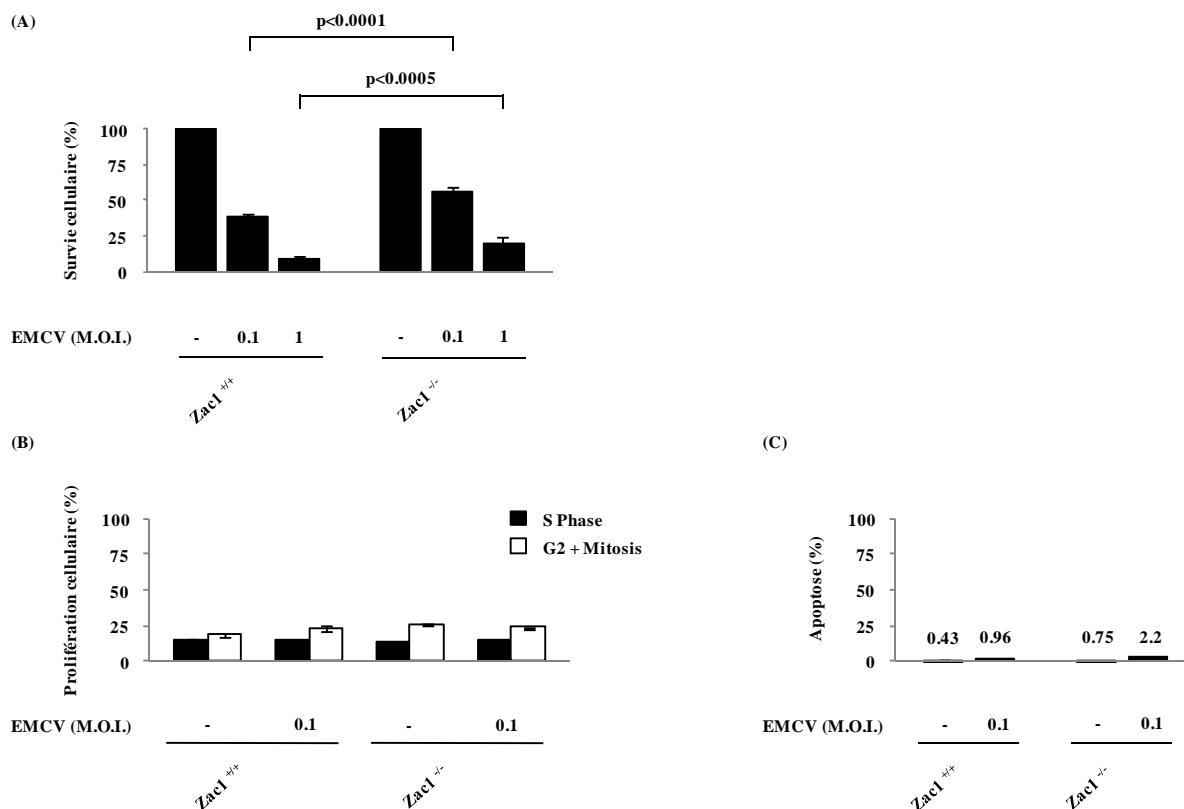 (A)
p<0.0001
p<0.0005
Survie cellulaire (%)
100
75
50
25
0
EMCV (M.O.I.) - 0.1 1 - 0.1 1
Zac1 +/+ Zac1 -/-
(B)
Prolifération cellulaire (%)
100
75
50
25
0
S Phase
G2 + Mitosis
EMCV (M.O.I.) - 0.1 - 0.1
Zac1 +/+ Zac1 -/-
(C)
Apoptose (%)
100
75
50
25
0
0.43 0.96 0.75 2.2
EMCV (M.O.I.) - 0.1 - 0.1
Zac1 +/+ Zac1 -/-